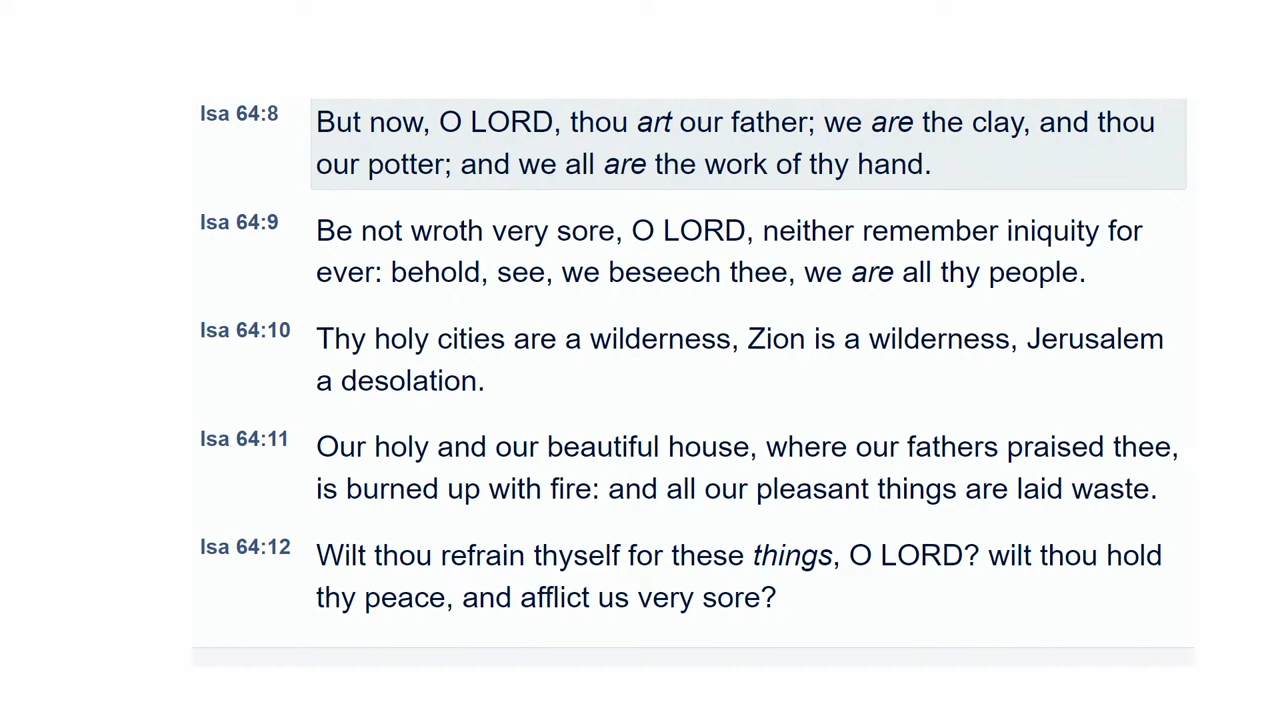 Isa 64:8
But now, O LORD, thou art our father; we are the clay, and thou
our potter; and we all are the work of thy hand.
Isa 64:9
Be not wroth very sore, O LORD, neither remember iniquity for
ever: behold, see, we beseech thee, we are all thy people.
Isa 64:10
Thy holy cities are a wilderness, Zion is a wilderness, Jerusalem
a desolation.
Isa 64:11
Our holy and our beautiful house, where our fathers praised thee,
is burned up with fire: and all our pleasant things are laid waste.
Isa 64:12
Wilt thou refrain thyself for these things, O LORD? wilt thou hold
thy peace, and afflict us very sore?